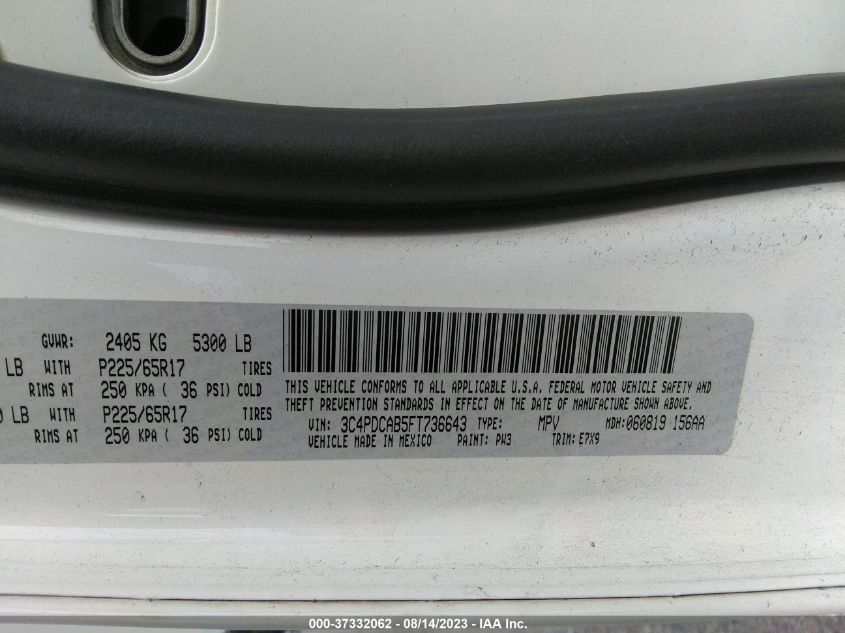 GVWR: 2405 KG 5300 LB
LB WITH P225/65R17 TIRES
RIMS AT 250 KPA ( 36 PSI) COLD
LB WITH P225/65R17 TIRES
RIMS AT 250 KPA ( 36 PSI) COLD
THIS VEHICLE CONFORMS TO ALL APPLICABLE U.S.A. FEDERAL MOTOR VEHICLE SAFETY AND
THEFT PREVENTION STANDARDS IN EFFECT ON THE DATE OF MANUFACTURE SHOWN ABOVE.
VIN: 3C4PDCAB5FT736643 TYPE: MPV MDH: 060819 156AA
VEHICLE MADE IN MEXICO PAINT: PW3 TRIM: E7X9
000-37332062 - 08/14/2023 - IAA Inc.